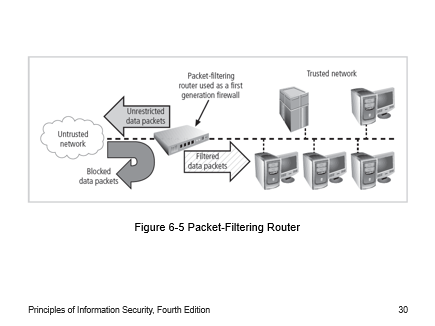 Packet-filtering
router used as a first
generation firewall
Trusted network
Unrestricted
data packets
Untrusted
network
Filtered
data packets
Blocked
data packets
Figure 6-5 Packet-Filtering Router
Principles of Information Security, Fourth Edition
30